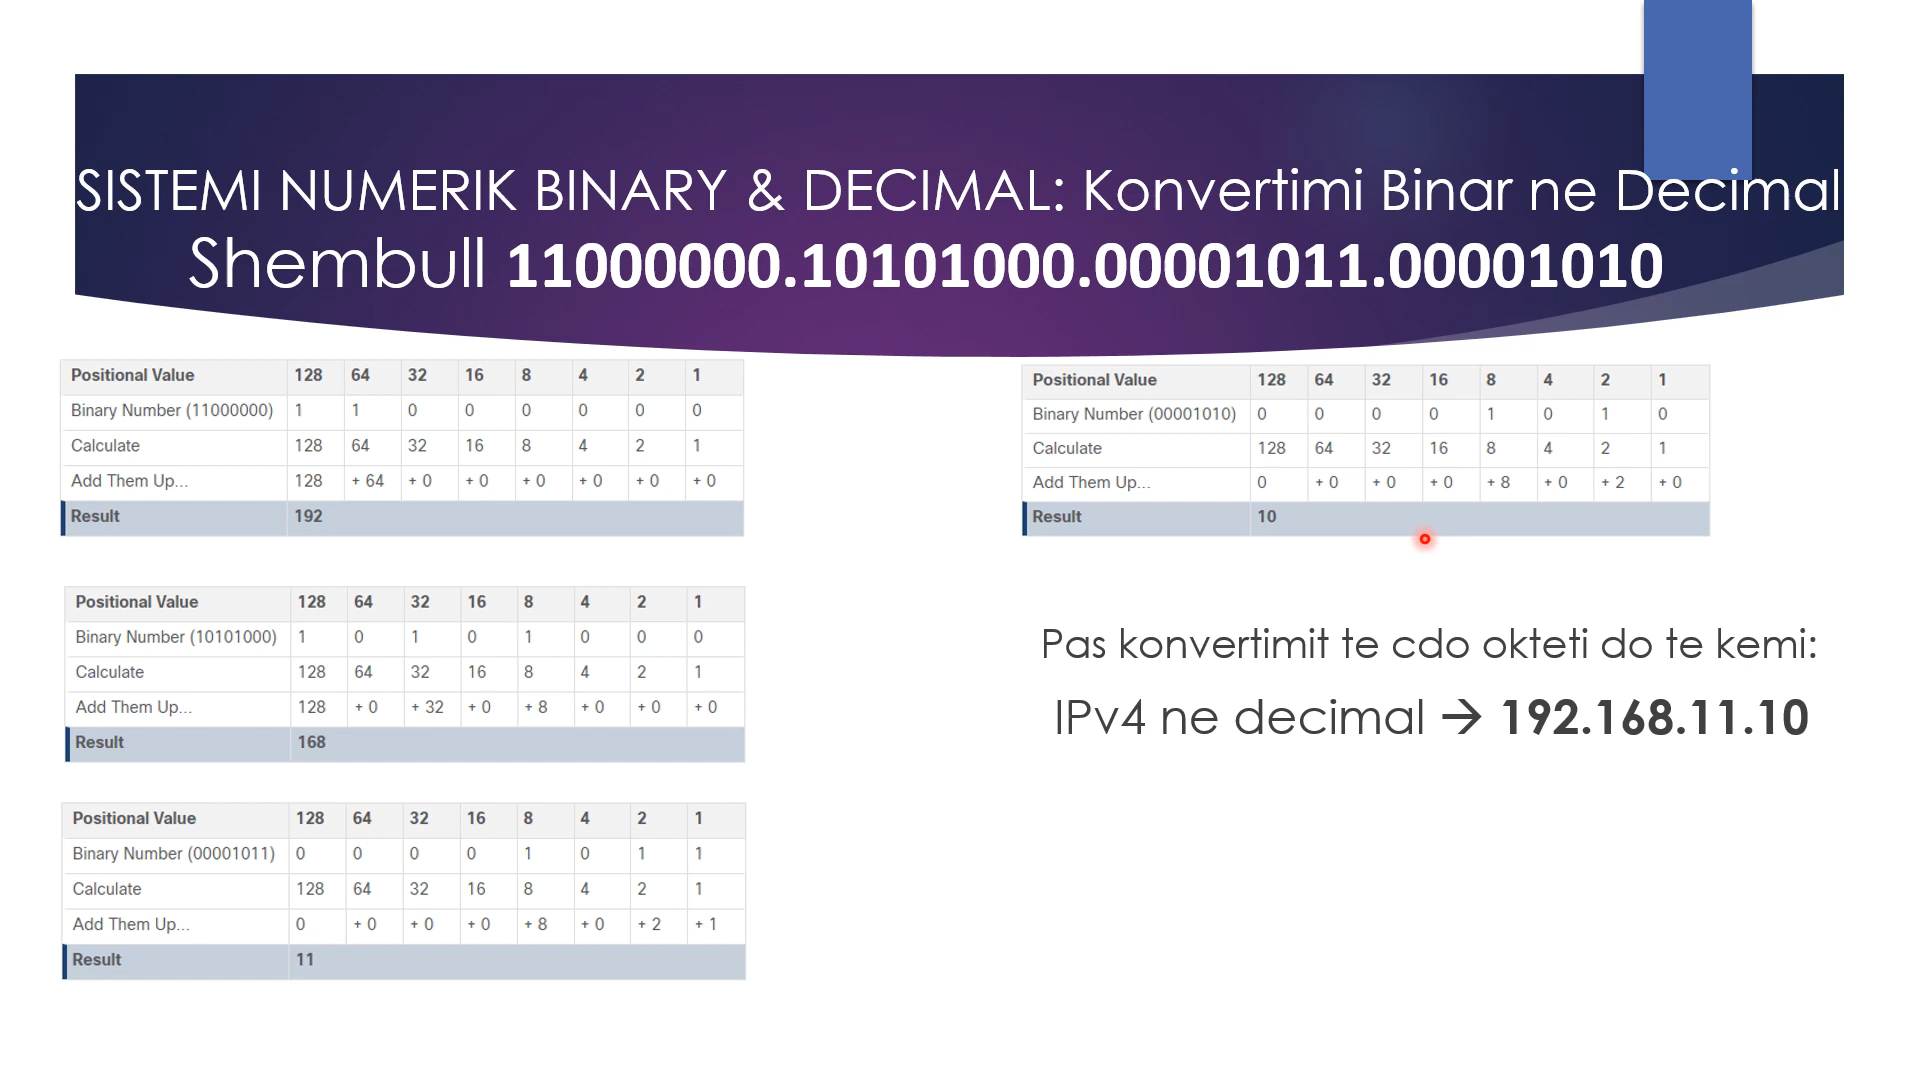 SISTEMI NUMERIK BINARY & DECIMAL: Konvertimi Binar ne Decimal
Shembull 11000000.10101000.00001011.00001010
Positional Value 128 64 32 16 8 4 2 1
Binary Number (11000000) 1 1 0 0 0 0 0 0
Calculate 128 64 32 16 8 4 2 1
Add Them Up... 128 + 64 + 0 + 0 + 0 + 0 + 0 + 0
Result 192
Positional Value 128 64 32 16 8 4 2 1
Binary Number (10101000) 1 0 1 0 1 0 0 0
Calculate 128 64 32 16 8 4 2 1
Add Them Up... 128 + 0 + 32 + 0 + 8 + 0 + 0 + 0
Result 168
Positional Value 128 64 32 16 8 4 2 1
Binary Number (00001011) 0 0 0 0 1 0 1 1
Calculate 128 64 32 16 8 4 2 1
Add Them Up... 0 + 0 + 0 + 0 + 8 + 0 + 2 + 1
Result 11
Positional Value 128 64 32 16 8 4 2 1
Binary Number (00001010) 0 0 0 0 1 0 1 0
Calculate 128 64 32 16 8 4 2 1
Add Them Up... 0 + 0 + 0 + 0 + 8 + 0 + 2 + 0
Result 10
Pas konvertimit te cdo okteti do te kemi:
IPv4 ne decimal → 192.168.11.10